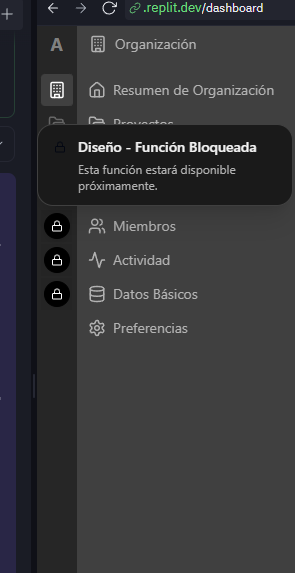 .replit.dev/dashboard
A
Organización
Resumen de Organización
Proyectos
Diseño - Función Bloqueada
Esta función estará disponible
próximamente.
Miembros
Actividad
Datos Básicos
Preferencias